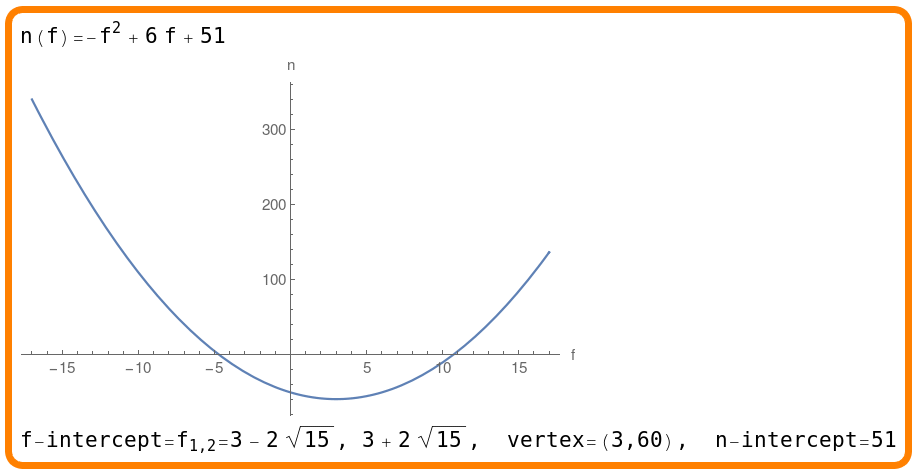 n(f)=-f² + 6 f + 51
n
300
200
100
−15 −10 −5 5 10 15 f
f-intercept=f₁,₂=3 - 2√15, 3 + 2√15, vertex=(3,60), n-intercept=51